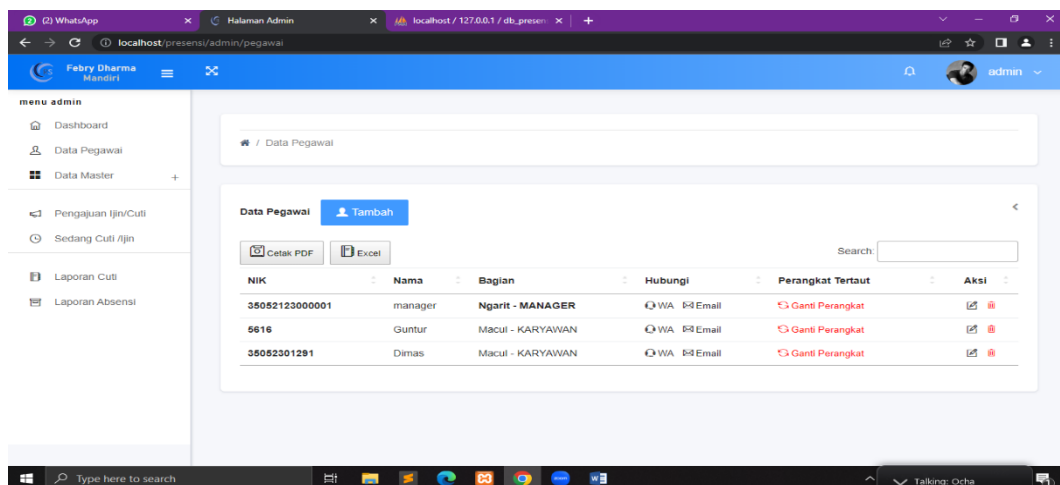 (2) WhatsApp
Halaman Admin
localhost / 127.0.0.1 / db_presen
localhost/presensi/admin/pegawai
Febry Dharma
Mandiri
admin
menu admin
Dashboard
Data Pegawai
Data Master +
Pengajuan Ijin/Cuti
Sedang Cuti /Ijin
Laporan Cuti
Laporan Absensi
/ Data Pegawai
Data Pegawai Tambah
Cetak PDF Excel Search:
NIK Nama Bagian Hubungi Perangkat Tertaut Aksi
35052123000001 manager Ngarit - MANAGER WA Email Ganti Perangkat
5616 Guntur Macul - KARYAWAN WA Email Ganti Perangkat
35052301291 Dimas Macul - KARYAWAN WA Email Ganti Perangkat
Type here to search
zoom
Talking: Ocha